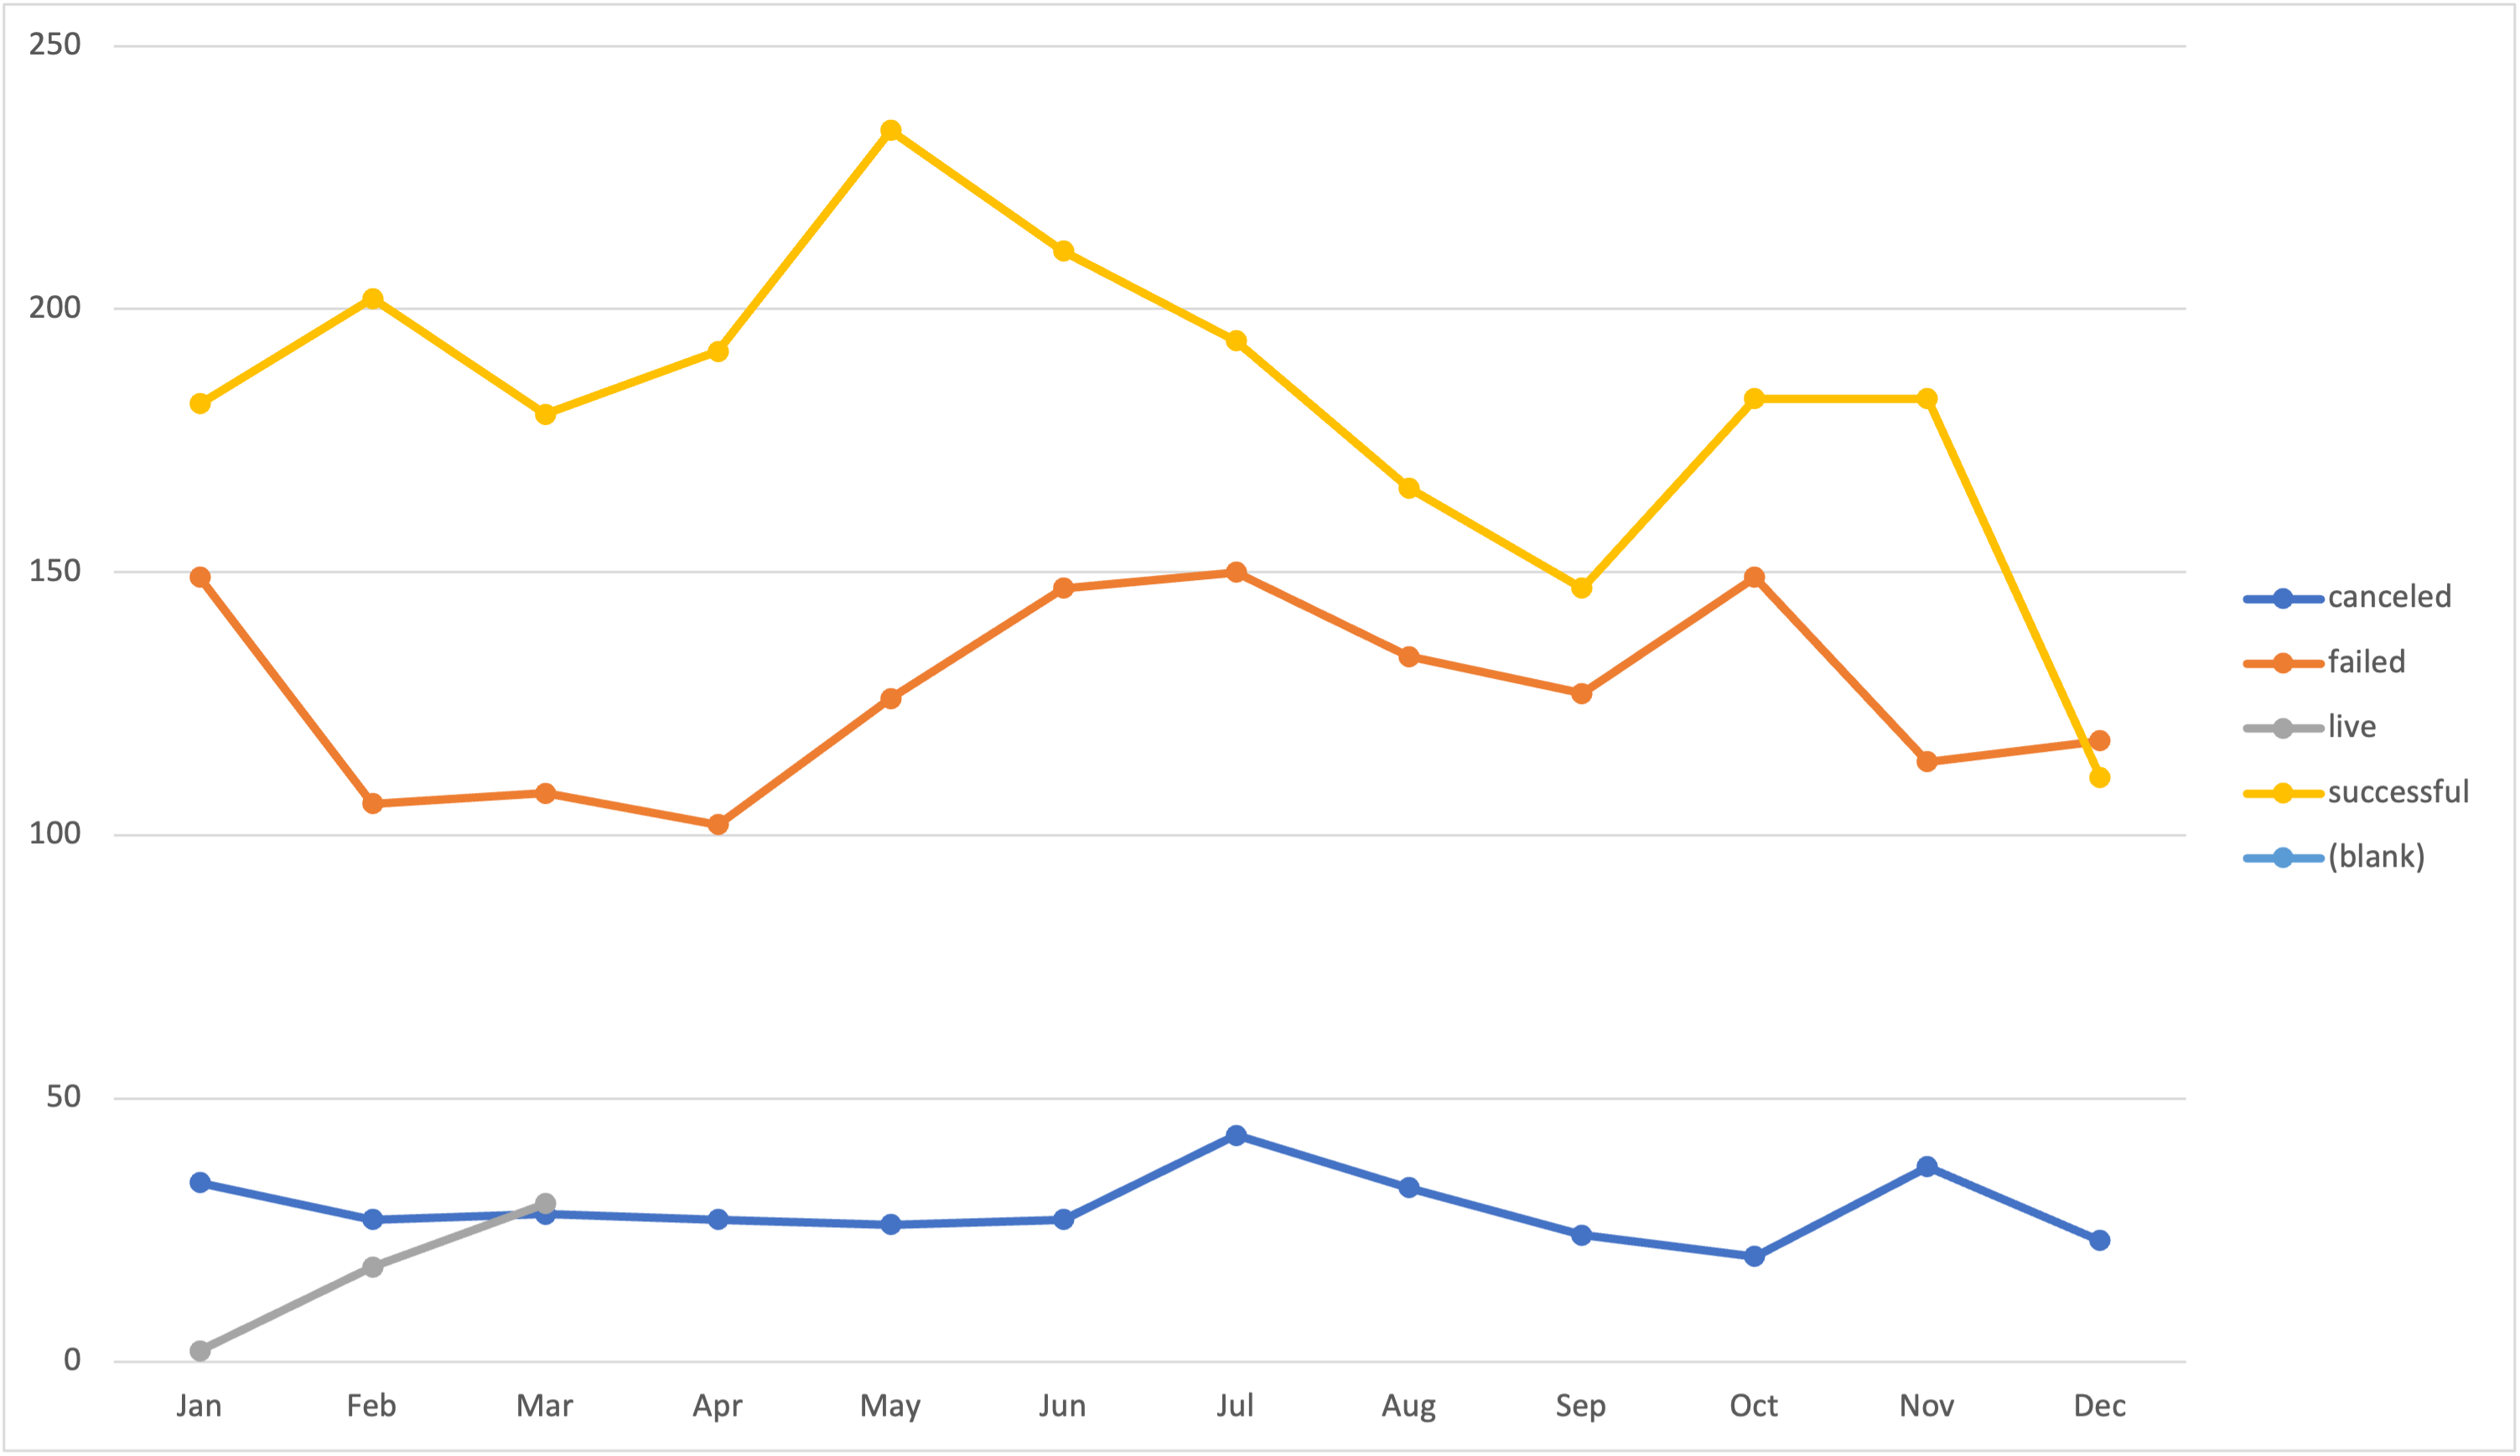 250
200
150
100
50
0
Jan Feb Mar Apr May Jun Jul Aug Sep Oct Nov Dec
canceled
failed
live
successful
(blank)